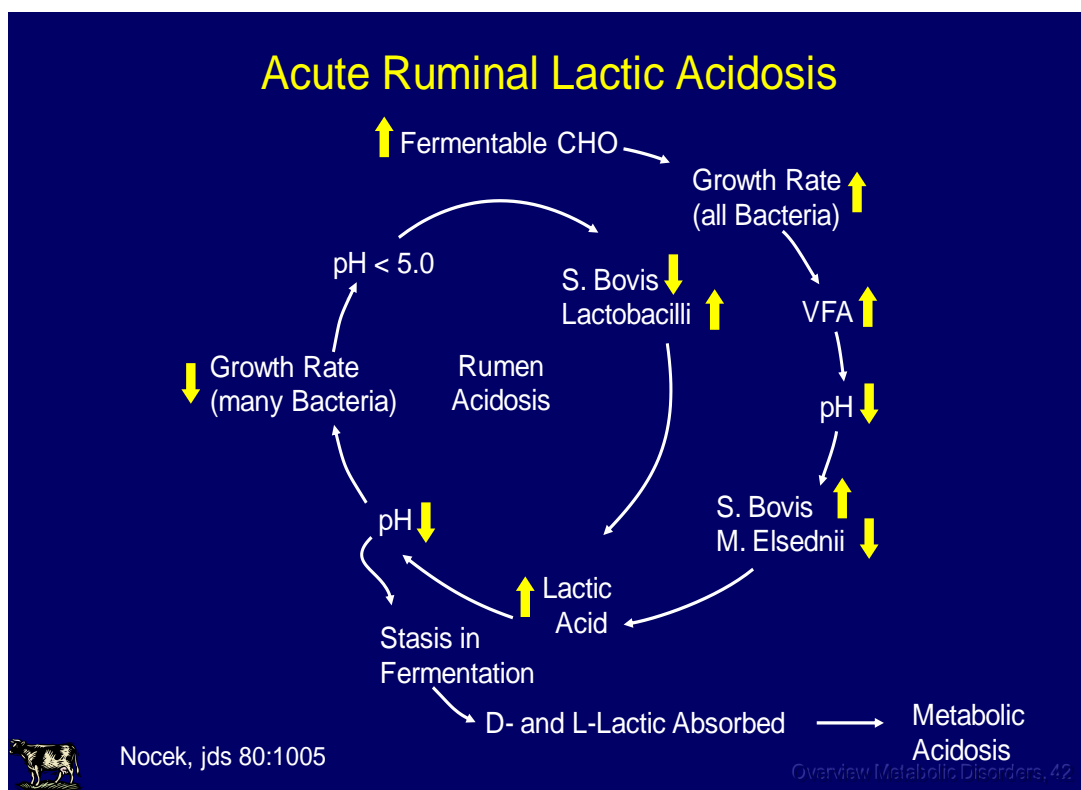 Acute Ruminal Lactic Acidosis
Fermentable CHO
Growth Rate
(all Bacteria)
VFA
pH
S. Bovis
M. Elsednii
Lactic
Acid
pH
Growth Rate
(many Bacteria)
pH < 5.0
S. Bovis
Lactobacilli
Rumen
Acidosis
Stasis in
Fermentation
D- and L-Lactic Absorbed
Metabolic
Acidosis
Nocek, jds 80:1005
Overview Metabolic Disorders, 42